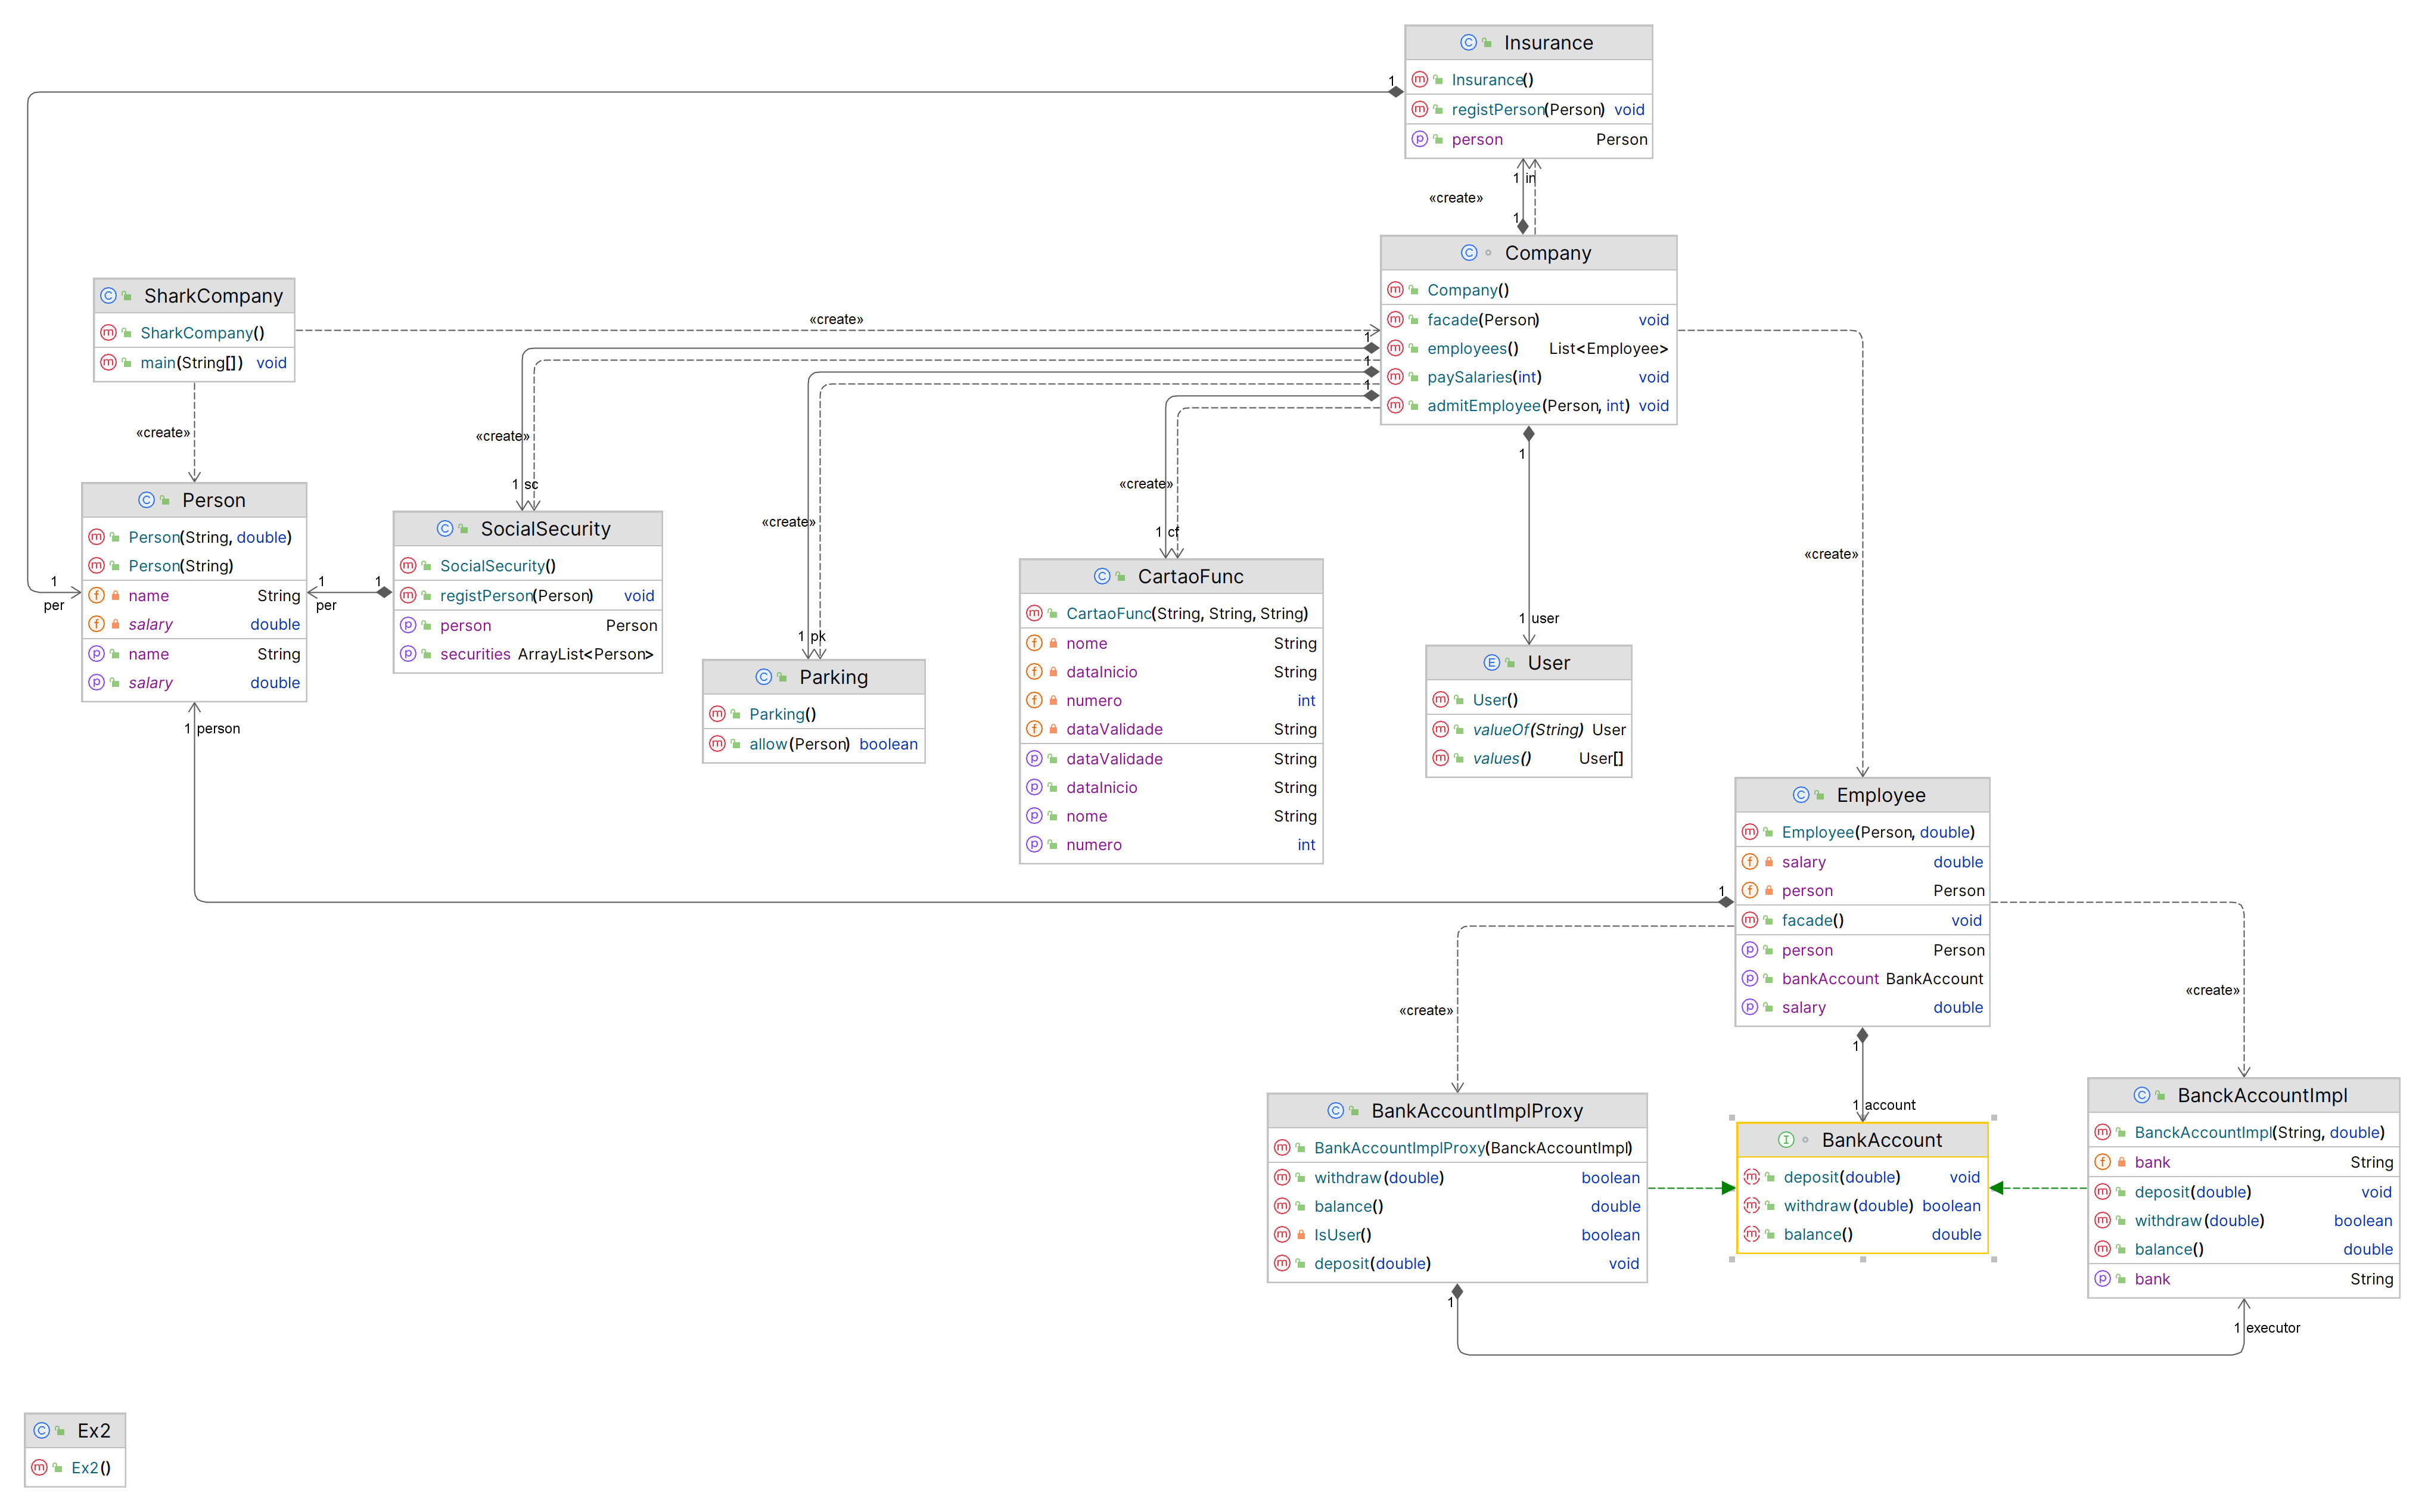 Insurance
Insurance()
registPerson(Person) void
person Person
1
1 in
«create»
1
Company
Company()
facade(Person) void
employees() List<Employee>
paySalaries(int) void
admitEmployee(Person, int) void
SharkCompany
SharkCompany()
main(String[]) void
«create»
1
1
1
«create»
«create»
1 sc
«create»
1 pk
«create»
1 cf
1
1 user
«create»
Person
Person(String, double)
Person(String)
name String
salary double
name String
salary double
1
per
1
per
1
1 person
SocialSecurity
SocialSecurity()
registPerson(Person) void
person Person
securities ArrayList<Person>
Parking
Parking()
allow(Person) boolean
CartaoFunc
CartaoFunc(String, String, String)
nome String
dataInicio String
numero int
dataValidade String
dataValidade String
dataInicio String
nome String
numero int
User
User()
valueOf(String) User
values() User[]
Employee
Employee(Person, double)
salary double
person Person
facade() void
person Person
bankAccount BankAccount
salary double
1
«create»
«create»
1
1 account
BankAccountImplProxy
BankAccountImplProxy(BanckAccountImpl)
withdraw(double) boolean
balance() double
IsUser() boolean
deposit(double) void
BankAccount
deposit(double) void
withdraw(double) boolean
balance() double
BanckAccountImpl
BanckAccountImpl(String, double)
bank String
deposit(double) void
withdraw(double) boolean
balance() double
bank String
1
1 executor
Ex2
Ex2()